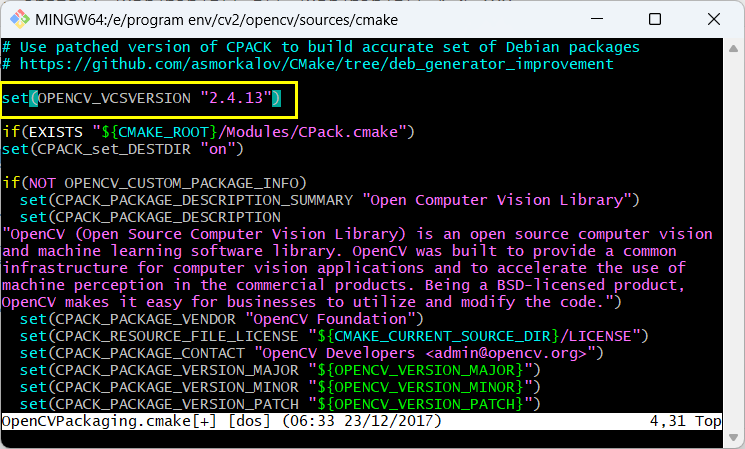 MINGW64:/e/program env/cv2/opencv/sources/cmake
# Use patched version of CPACK to build accurate set of Debian packages
# https://github.com/asmorkalov/CMake/tree/deb_generator_improvement
set(OPENCV_VCSVERSION "2.4.13")
if(EXISTS "${CMAKE_ROOT}/Modules/CPack.cmake")
set(CPACK_set_DESTDIR "on")
if(NOT OPENCV_CUSTOM_PACKAGE_INFO)
  set(CPACK_PACKAGE_DESCRIPTION_SUMMARY "Open Computer Vision Library")
  set(CPACK_PACKAGE_DESCRIPTION
"OpenCV (Open Source Computer Vision Library) is an open source computer vision
and machine learning software library. OpenCV was built to provide a common
infrastructure for computer vision applications and to accelerate the use of
machine perception in the commercial products. Being a BSD-licensed product,
OpenCV makes it easy for businesses to utilize and modify the code.")
  set(CPACK_PACKAGE_VENDOR "OpenCV Foundation")
  set(CPACK_RESOURCE_FILE_LICENSE "${CMAKE_CURRENT_SOURCE_DIR}/LICENSE")
  set(CPACK_PACKAGE_CONTACT "OpenCV Developers <admin@opencv.org>")
  set(CPACK_PACKAGE_VERSION_MAJOR "${OPENCV_VERSION_MAJOR}")
  set(CPACK_PACKAGE_VERSION_MINOR "${OPENCV_VERSION_MINOR}")
  set(CPACK_PACKAGE_VERSION_PATCH "${OPENCV_VERSION_PATCH}")
OpenCVPackaging.cmake[+] [dos] (06:33 23/12/2017) 4,31 Top